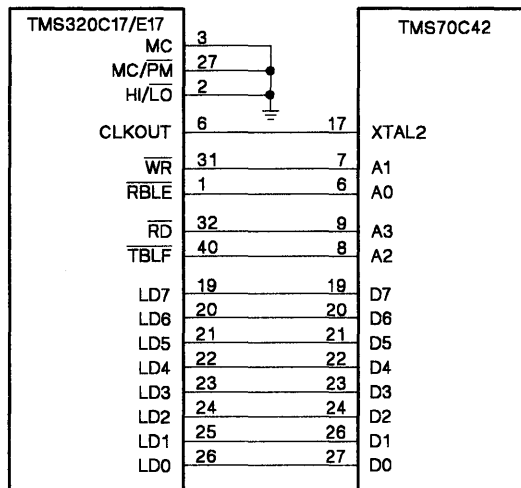 TMS320C17/E17 TMS70C42
MC 3
MC/PM 27
HI/LO 2
CLKOUT 6 17 XTAL2
WR 31 7 A1
RBLE 1 6 A0
RD 32 9 A3
TBLF 40 8 A2
LD7 19 19 D7
LD6 20 20 D6
LD5 21 21 D5
LD4 22 22 D4
LD3 23 23 D3
LD2 24 24 D2
LD1 25 26 D1
LD0 26 27 D0